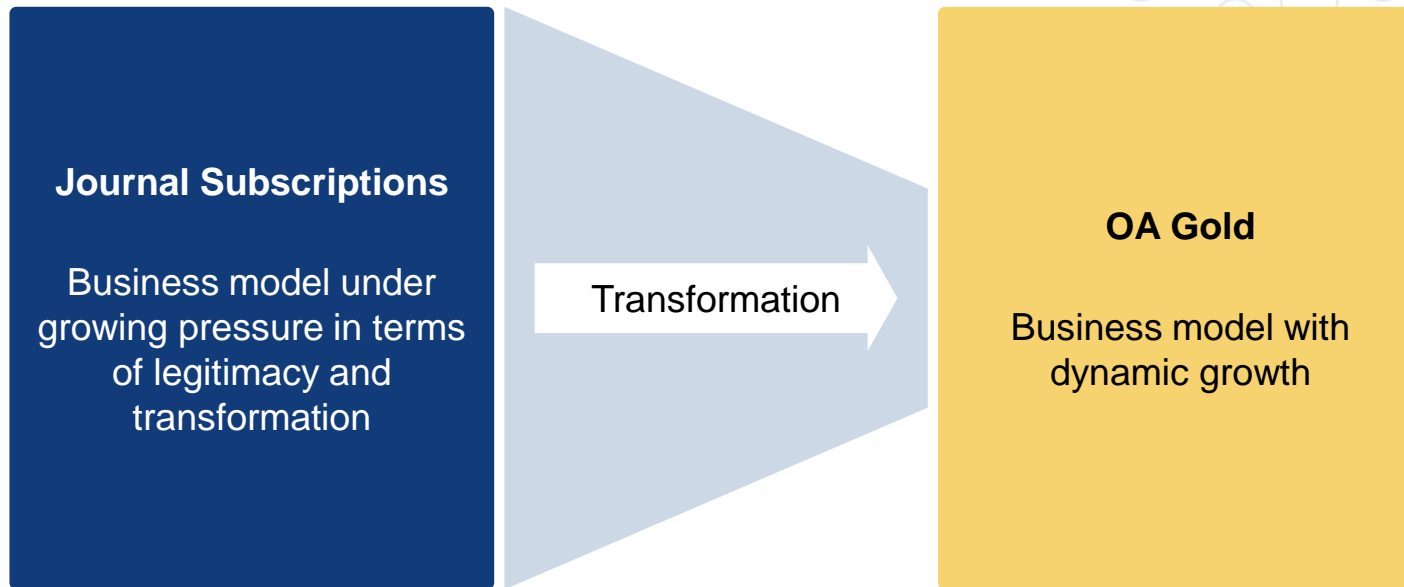 Journal Subscriptions
Business model under
growing pressure in terms
of legitimacy and
transformation
Transformation
OA Gold
Business model with
dynamic growth